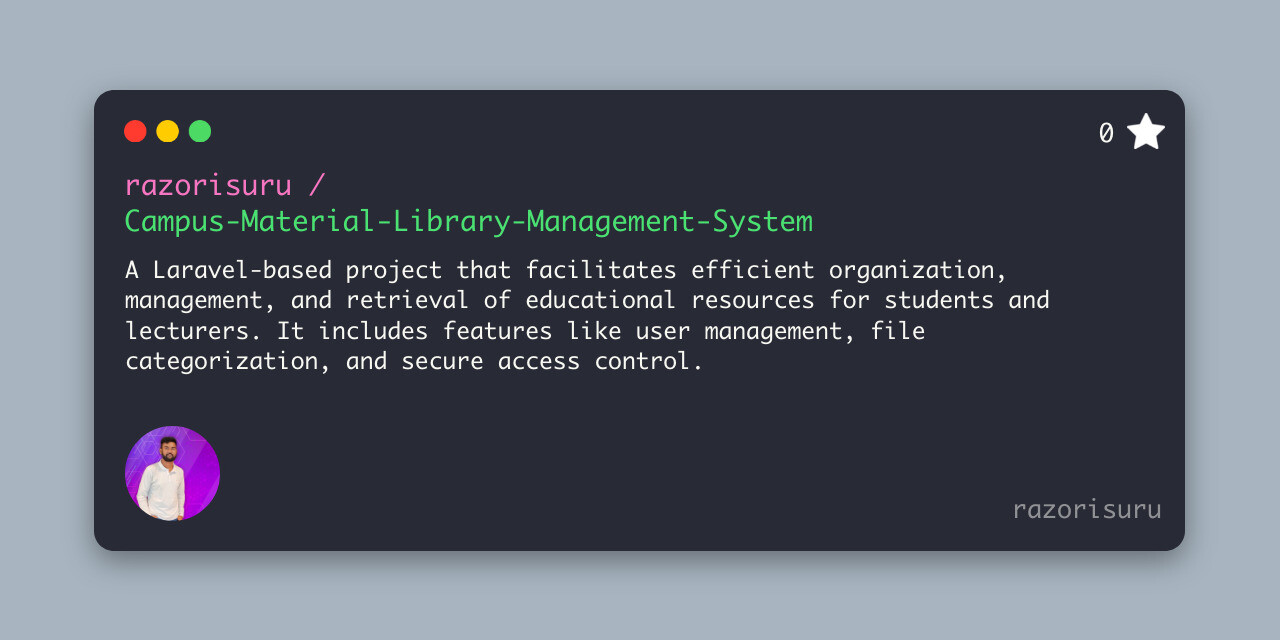 0
razorisuru /
Campus-Material-Library-Management-System
A Laravel-based project that facilitates efficient organization,
management, and retrieval of educational resources for students and
lecturers. It includes features like user management, file
categorization, and secure access control.
razorisuru